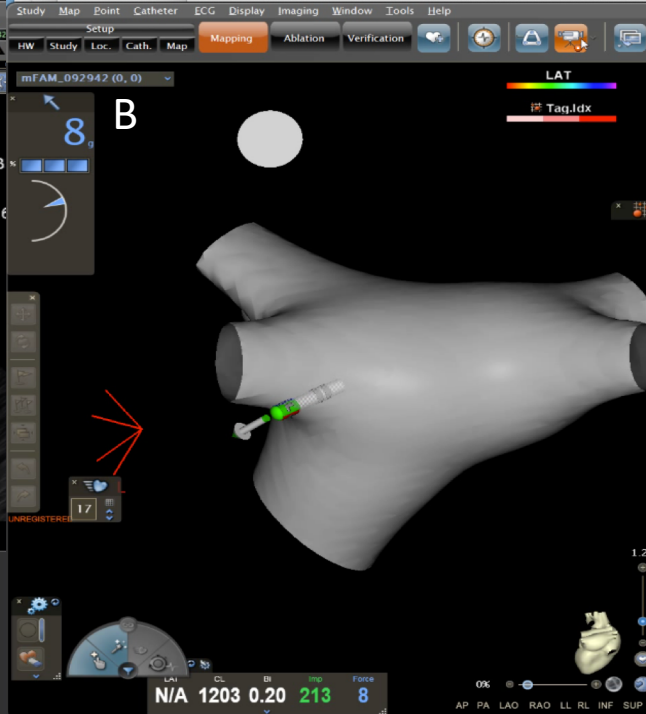 Study Map Point Catheter ECG Display Imaging Window Tools Help
Setup
HW Study Loc. Cath. Map
Mapping Ablation Verification
mFAM_092942 (0, 0)
LAT
Tag.Idx
B
8g
%
17
UNREGISTERED
L
1.2
LAT CL Bi Imp Force
N/A 1203 0.20 213 8
0%
AP PA LAO RAO LL RL INF SUP